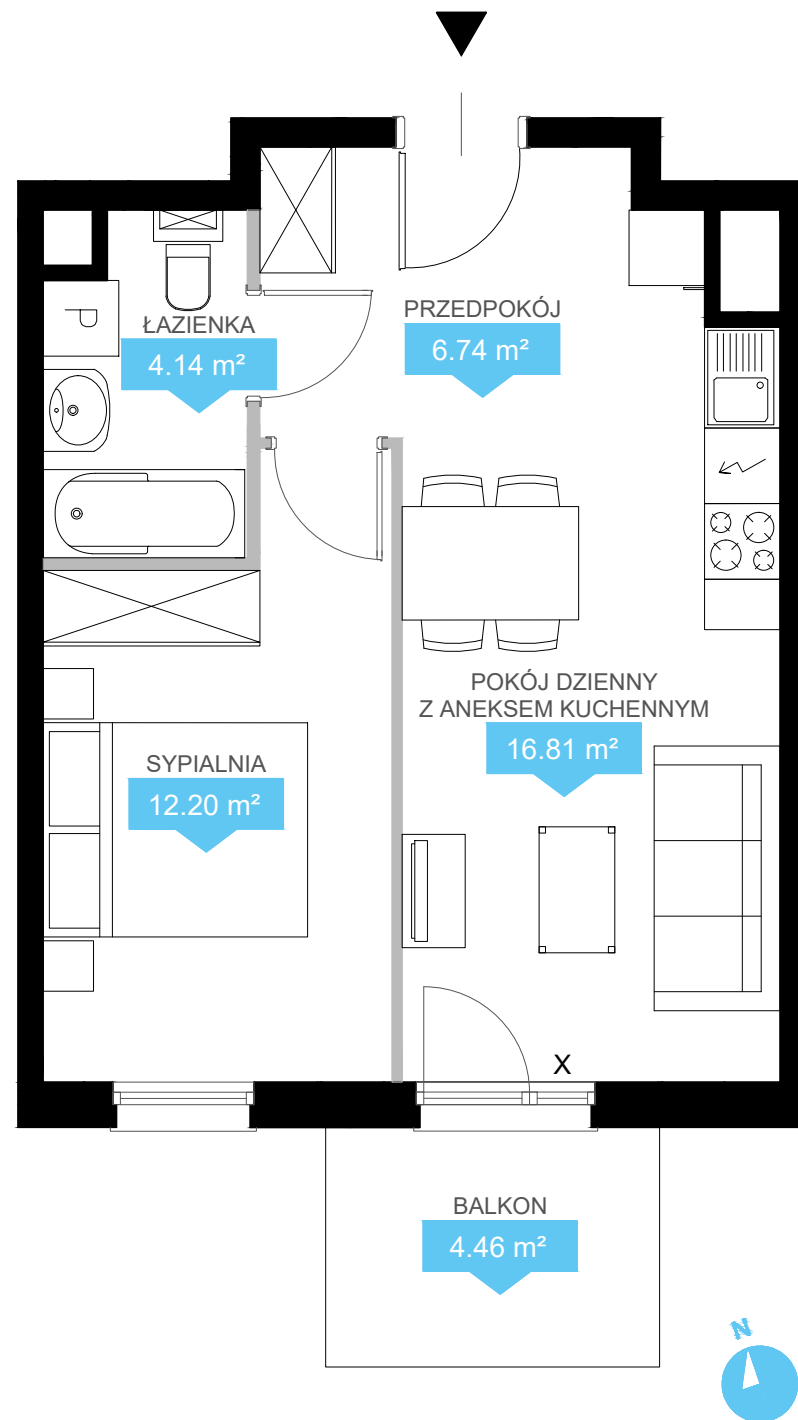 ŁAZIENKA
4.14 m²
PRZEDPOKÓJ
6.74 m²
P
POKÓJ DZIENNY
Z ANEKSEM KUCHENNYM
16.81 m²
SYPIALNIA
12.20 m²
X
BALKON
4.46 m²
N